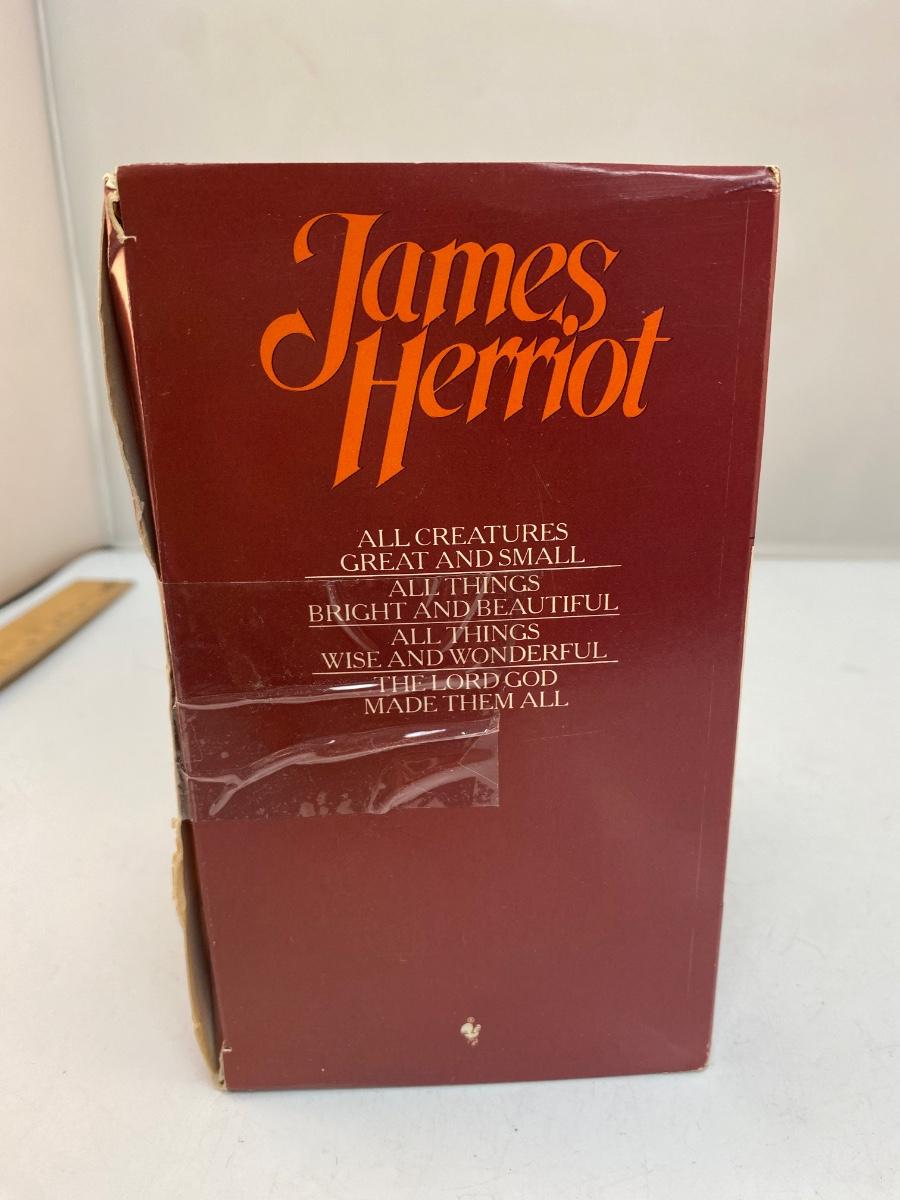 James
Herriot
ALL CREATURES
GREAT AND SMALL
ALL THINGS
BRIGHT AND BEAUTIFUL
ALL THINGS
WISE AND WONDERFUL
THE LORD GOD
MADE THEM ALL
®